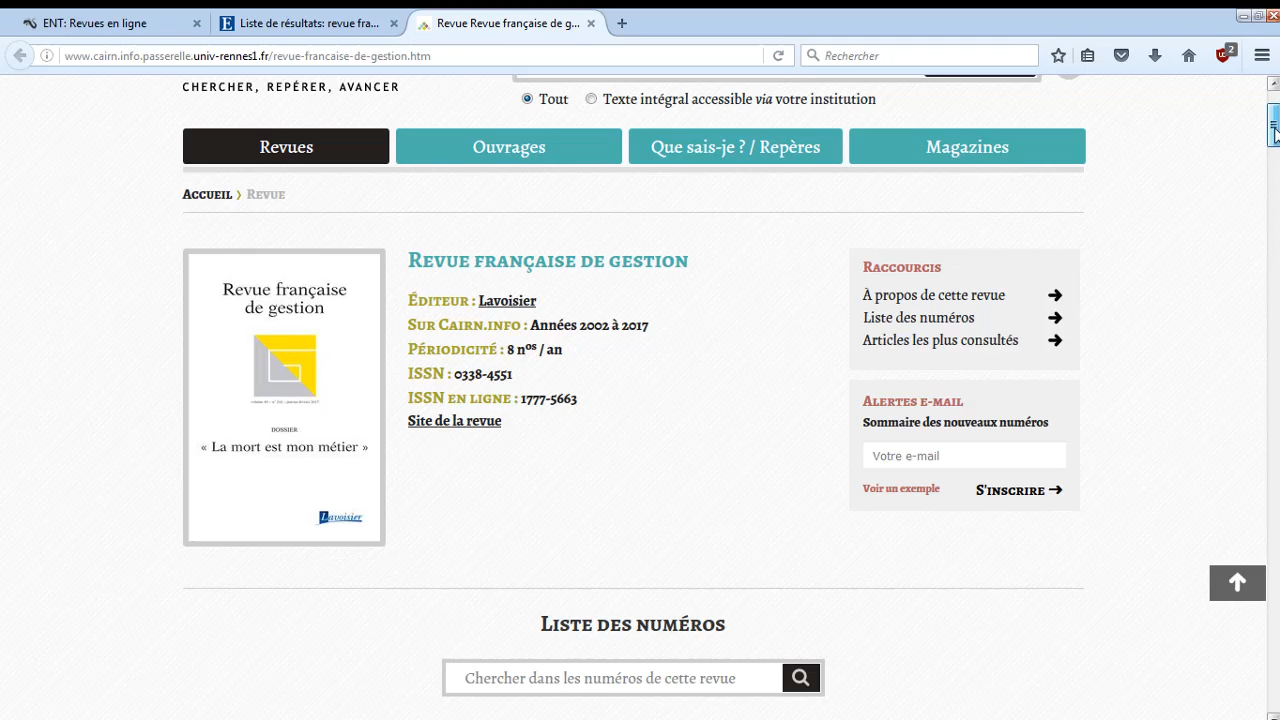 ENT: Revues en ligne
Liste de résultats: revue fra...
Revue Revue française de g...
www.cairn.info.passerelle.univ-rennes1.fr/revue-francaise-de-gestion.htm
Rechercher
2
CHERCHER, REPÉRER, AVANCER
Tout
Texte intégral accessible via votre institution
Revues
Ouvrages
Que sais-je ? / Repères
Magazines
Accueil › Revue
Revue française
de gestion
DOSSIER
« La mort est mon métier »
Lavoisier
Revue française de gestion
Éditeur : Lavoisier
Sur Cairn.info : Années 2002 à 2017
Périodicité : 8 nos / an
ISSN : 0338-4551
ISSN en ligne : 1777-5663
Site de la revue
Raccourcis
À propos de cette revue
Liste des numéros
Articles les plus consultés
Alertes e-mail
Sommaire des nouveaux numéros
Votre e-mail
Voir un exemple
S'inscrire →
Liste des numéros
Chercher dans les numéros de cette revue